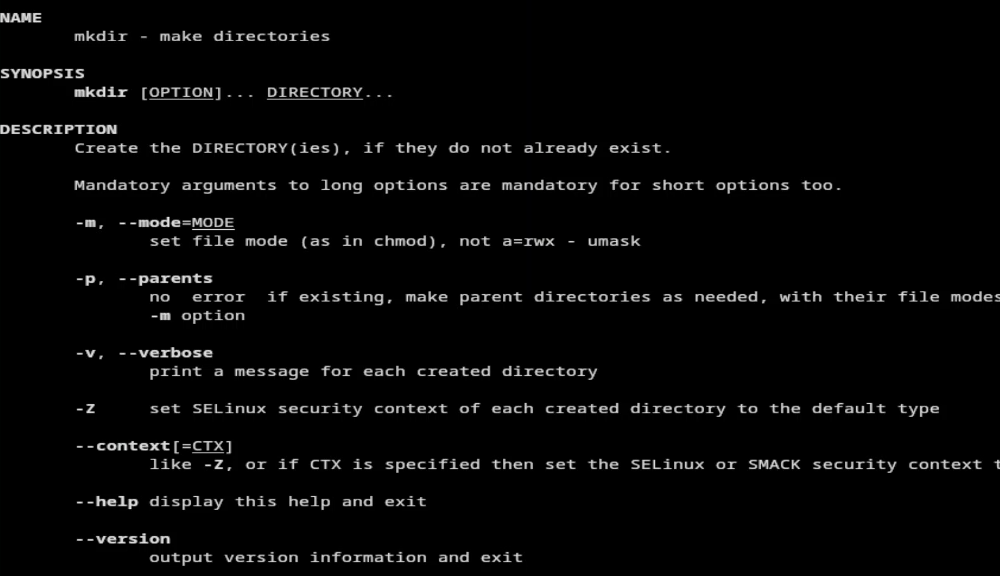 NAME
mkdir - make directories
SYNOPSIS
mkdir [OPTION]... DIRECTORY...
DESCRIPTION
Create the DIRECTORY(ies), if they do not already exist.
Mandatory arguments to long options are mandatory for short options too.
-m, --mode=MODE
set file mode (as in chmod), not a=rwx - umask
-p, --parents
no error if existing, make parent directories as needed, with their file modes
-m option
-v, --verbose
print a message for each created directory
-Z set SELinux security context of each created directory to the default type
--context[=CTX]
like -Z, or if CTX is specified then set the SELinux or SMACK security context
--help display this help and exit
--version
output version information and exit